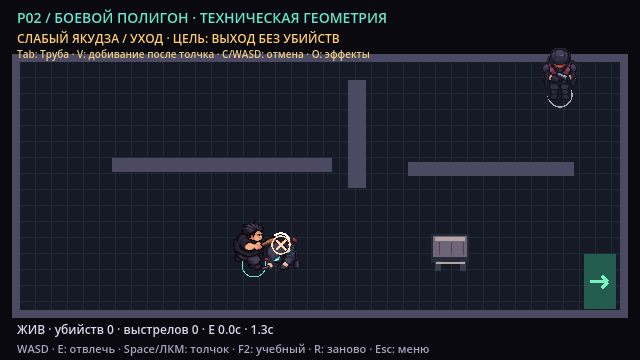 P02 / БОЕВОЙ ПОЛИГОН · ТЕХНИЧЕСКАЯ ГЕОМЕТРИЯ
СЛАБЫЙ ЯКУДЗА / УХОД · ЦЕЛЬ: ВЫХОД БЕЗ УБИЙСТВ
Tab: Труба · V: добивание после толчка · C/WASD: отмена · O: эффекты
ЖИВ · убийств 0 · выстрелов 0 · E 0.0с · 1.3с
WASD · E: отвлечь · Space/ЛКМ: толчок · F2: учебный · R: заново · Esc: меню